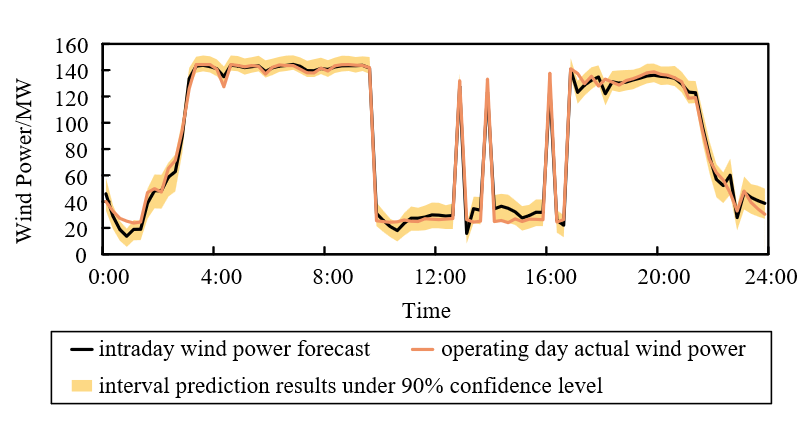 Wind Power/MW
160
140
120
100
80
60
40
20
0
0:00 4:00 8:00 12:00 16:00 20:00 24:00
Time
intraday wind power forecast operating day actual wind power
interval prediction results under 90% confidence level